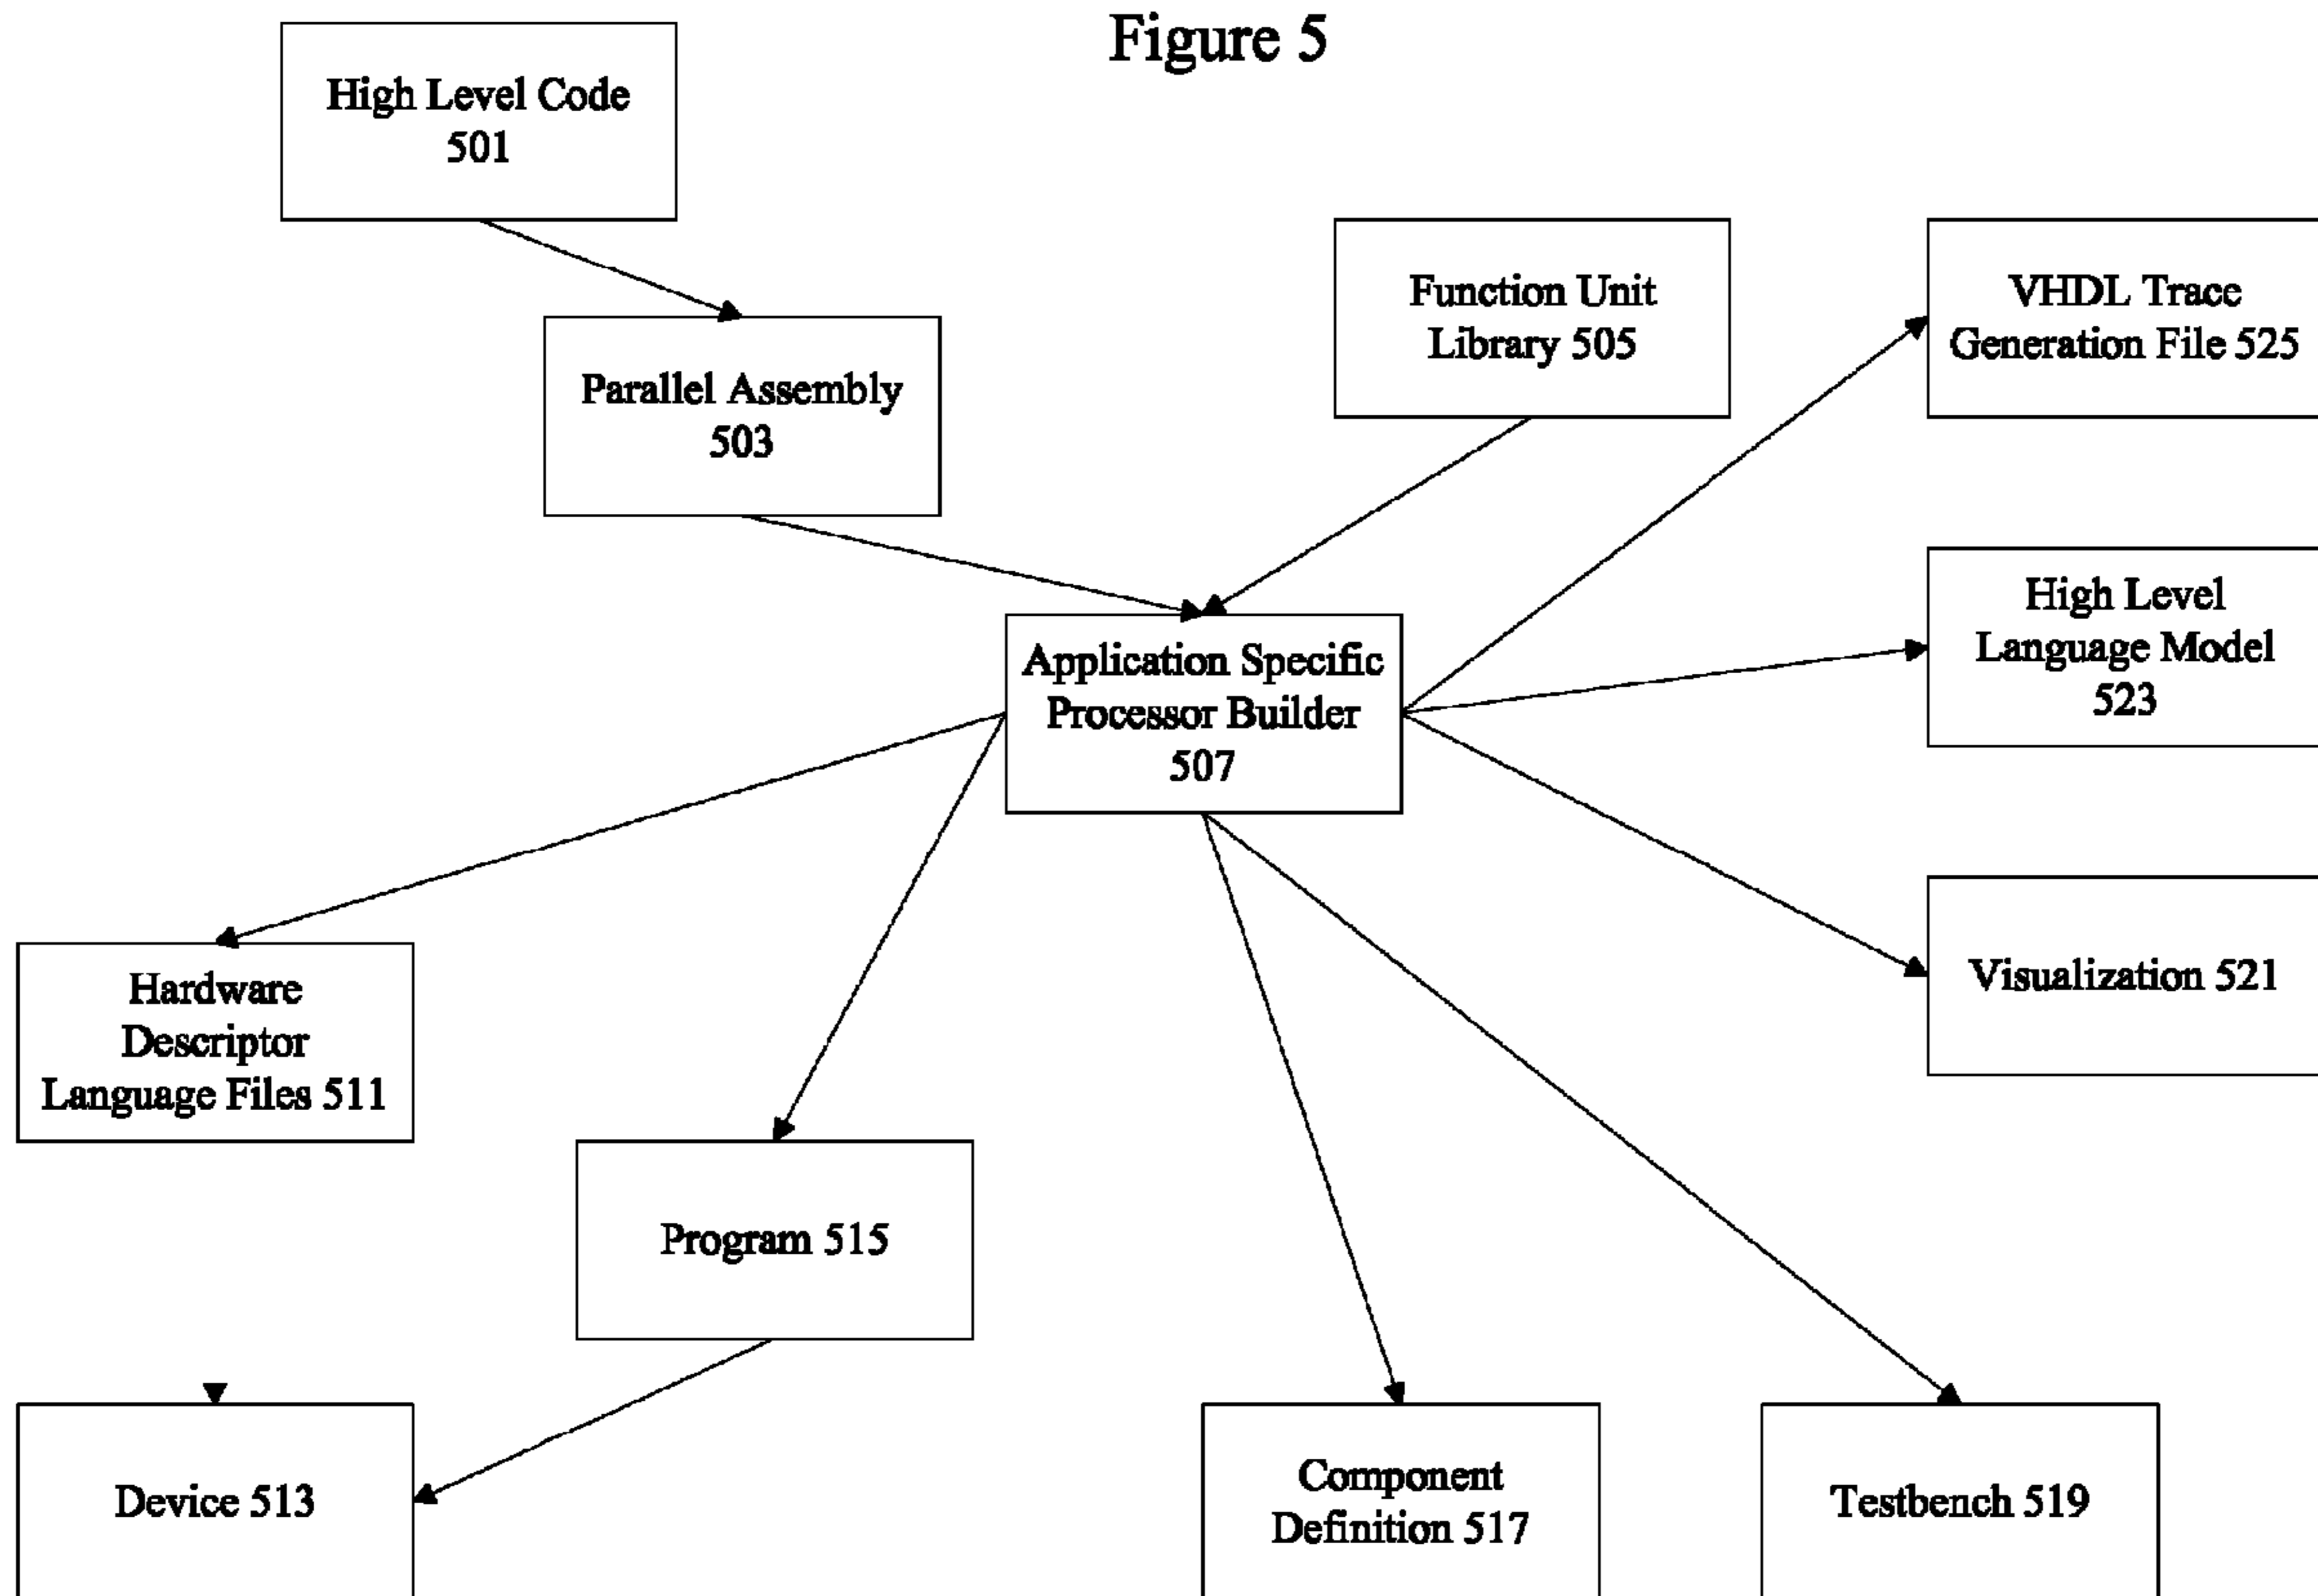 Figure 5
High Level Code
501
Function Unit
Library 505
VHDL Trace
Generation File 525
Parallel Assembly
503
High Level
Language Model
523
Application Specific
Processor Builder
507
Visualization 521
Hardware
Descriptor
Language Files 511
Program 515
Device 513
Component
Definition 517
Testbench 519